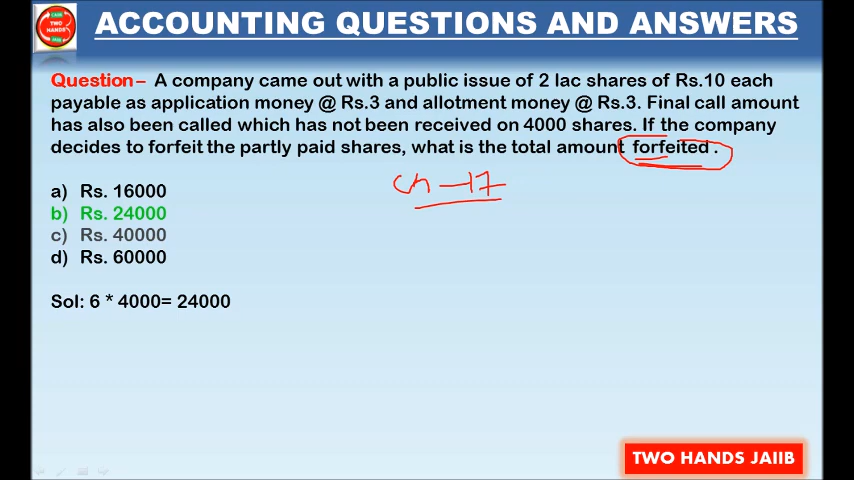 CAIIB
TWO
HANDS
JAIIB
ACCOUNTING QUESTIONS AND ANSWERS
Question– A company came out with a public issue of 2 lac shares of Rs.10 each
payable as application money @ Rs.3 and allotment money @ Rs.3. Final call amount
has also been called which has not been received on 4000 shares. If the company
decides to forfeit the partly paid shares, what is the total amount forfeited .
Ch - 17
a) Rs. 16000
b) Rs. 24000
c) Rs. 40000
d) Rs. 60000
Sol: 6 * 4000= 24000
TWO HANDS JAIIB